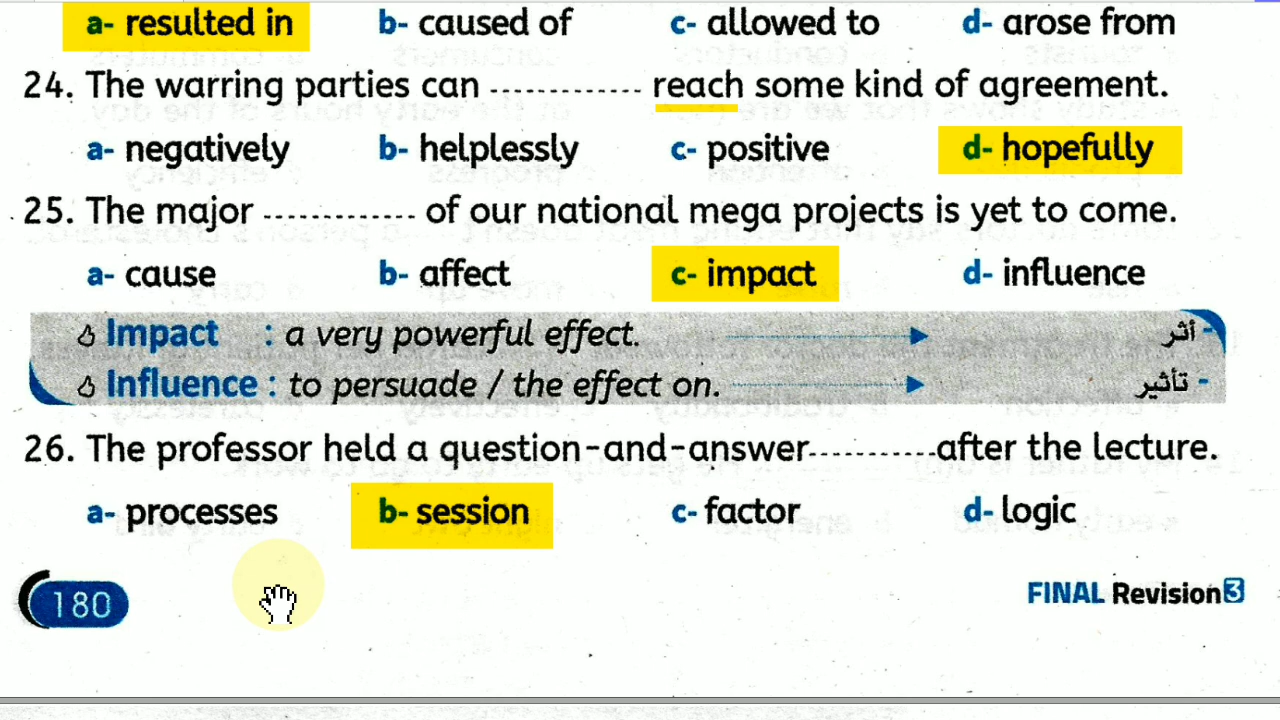 a- resulted in b- caused of c- allowed to d- arose from
24. The warring parties can ------------ reach some kind of agreement.
a- negatively b- helplessly c- positive d- hopefully
25. The major ------------ of our national mega projects is yet to come.
a- cause b- affect c- impact d- influence
Impact : a very powerful effect. - أثر
Influence : to persuade / the effect on. - تأثير
26. The professor held a question-and-answer----------after the lecture.
a- processes b- session c- factor d- logic
180 FINAL Revision 3